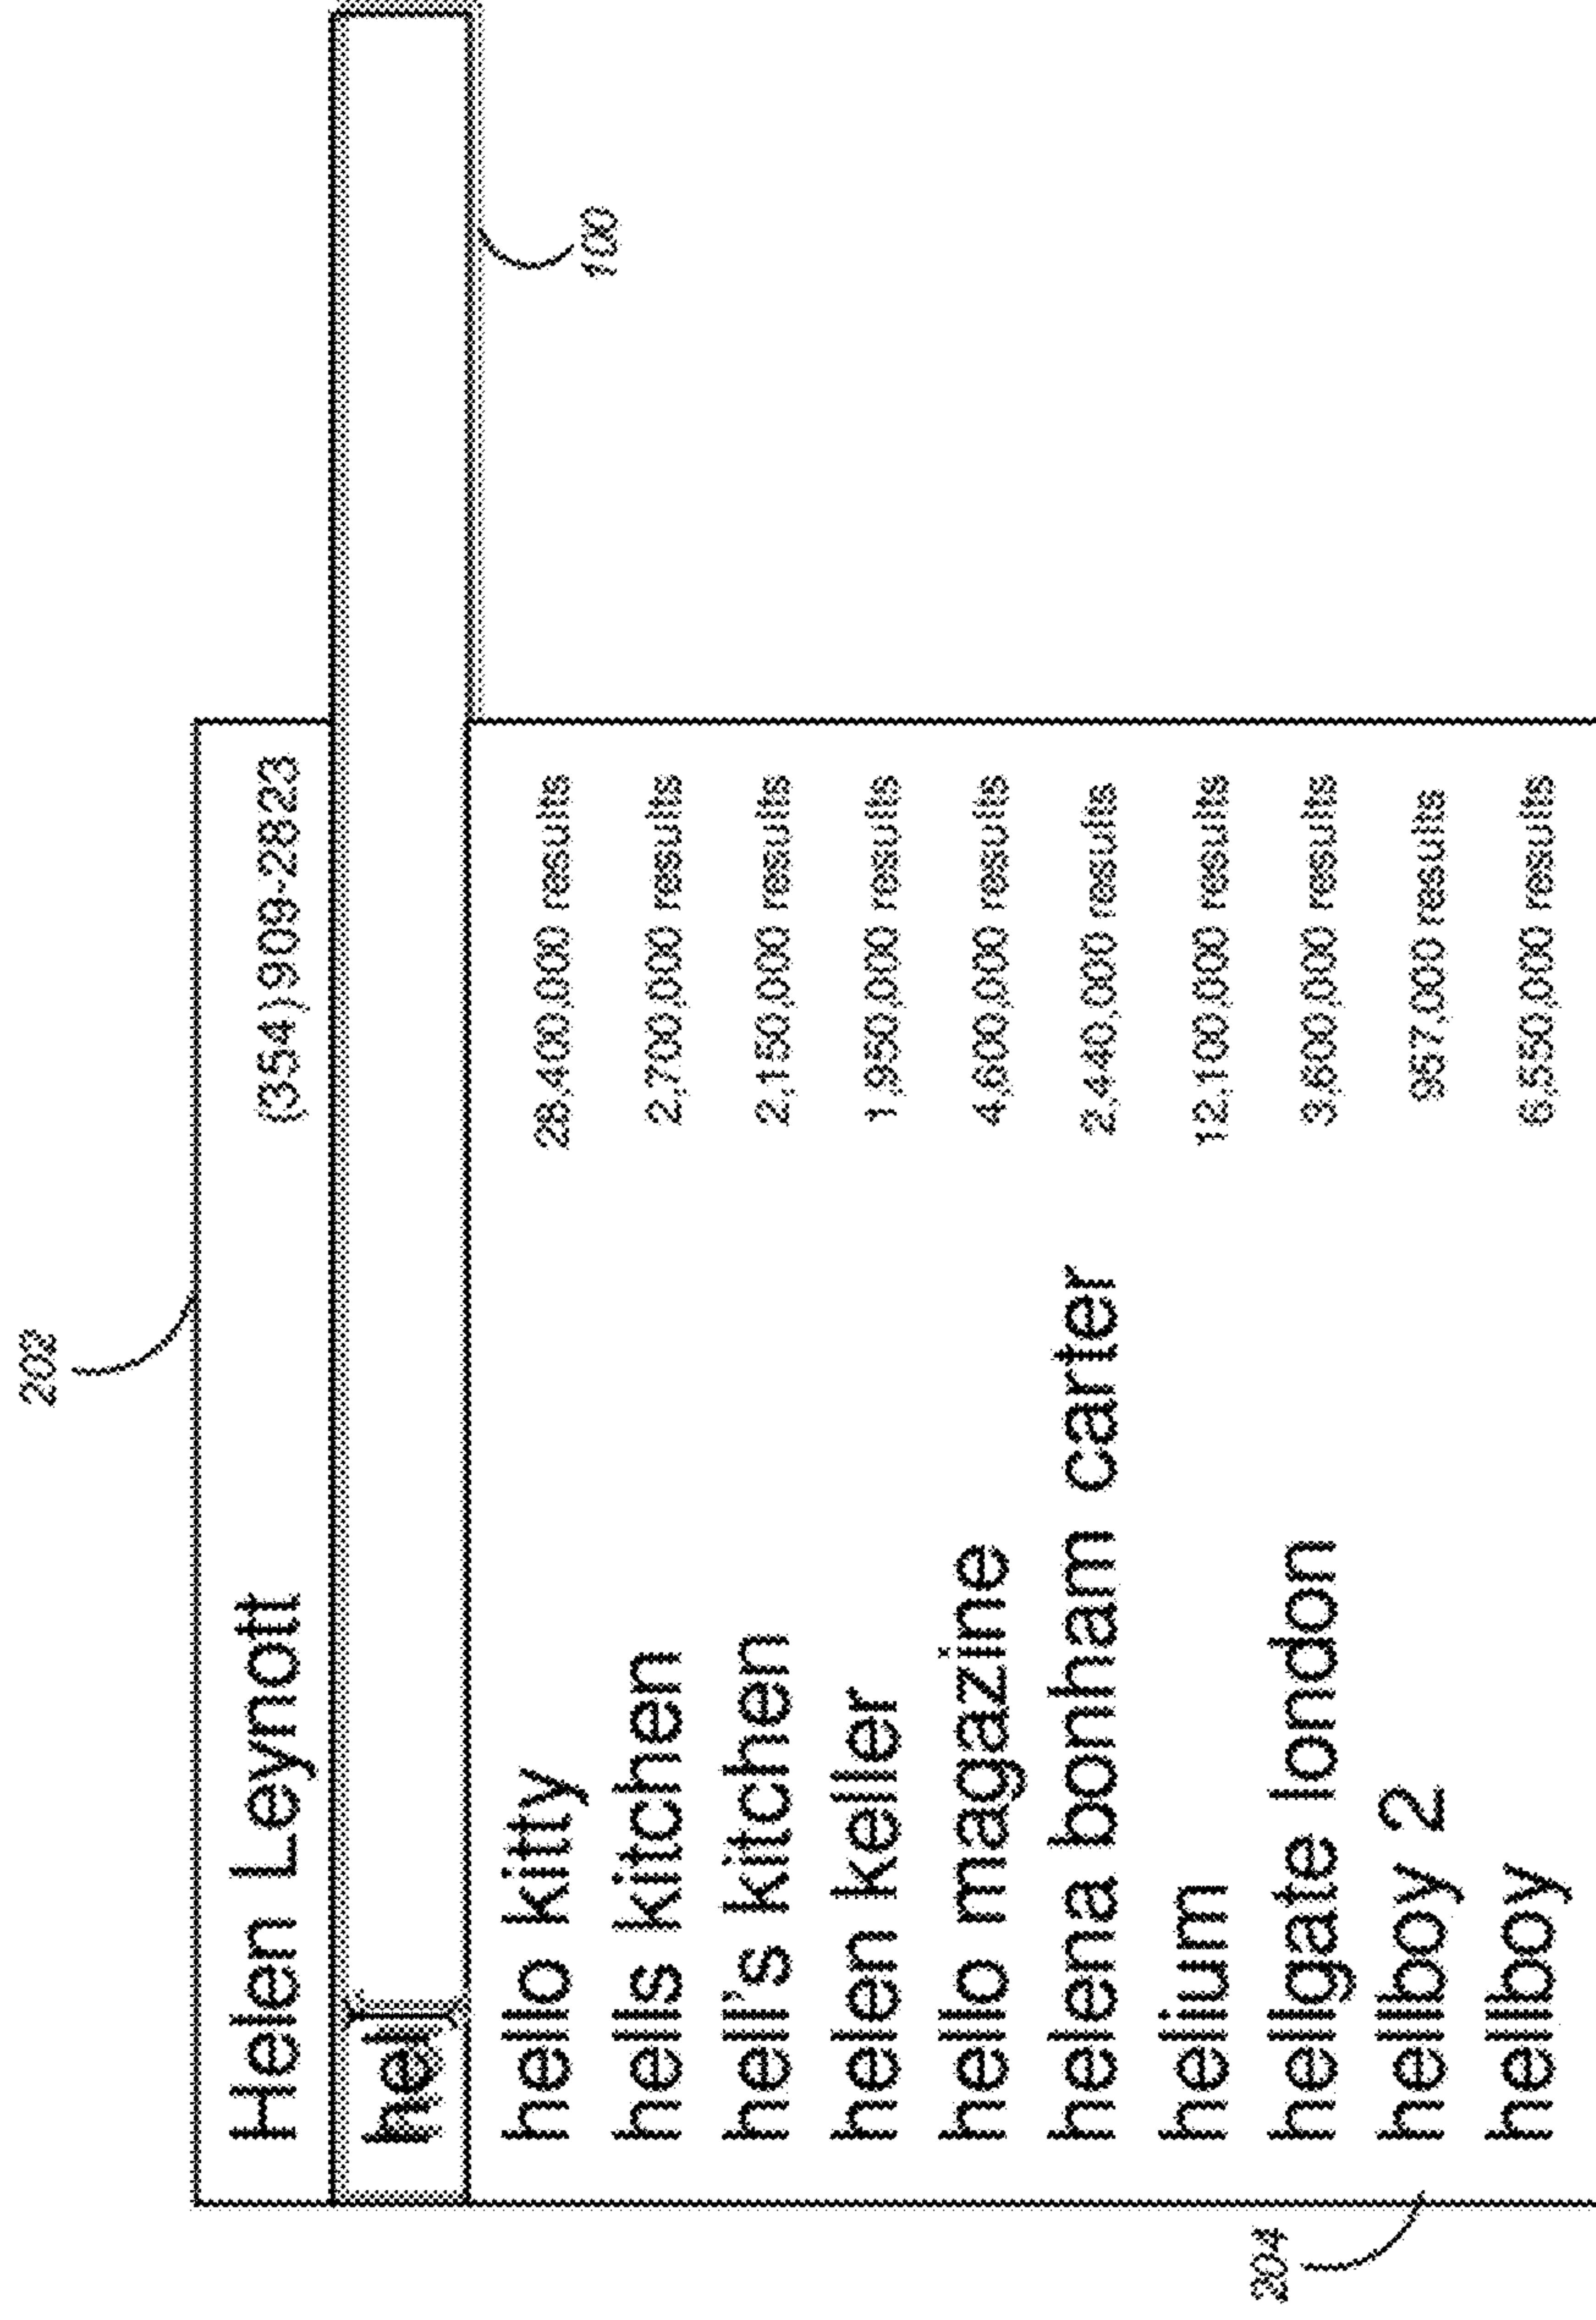 202
Helen Leynott (354) 909-2823
hel
100
hello kitty 28,400,000 results
hells kitchen 2,700,000 results
hell's kitchen 2,150,000 results
helen keller 1,950,000 results
hello magazine 4,600,000 results
helena bonham carter 2,440,000 results
helium 12,100,000 results
hellgate london 3,600,000 results
hellboy 2 957,000 results
hellboy 6,550,000 results
204